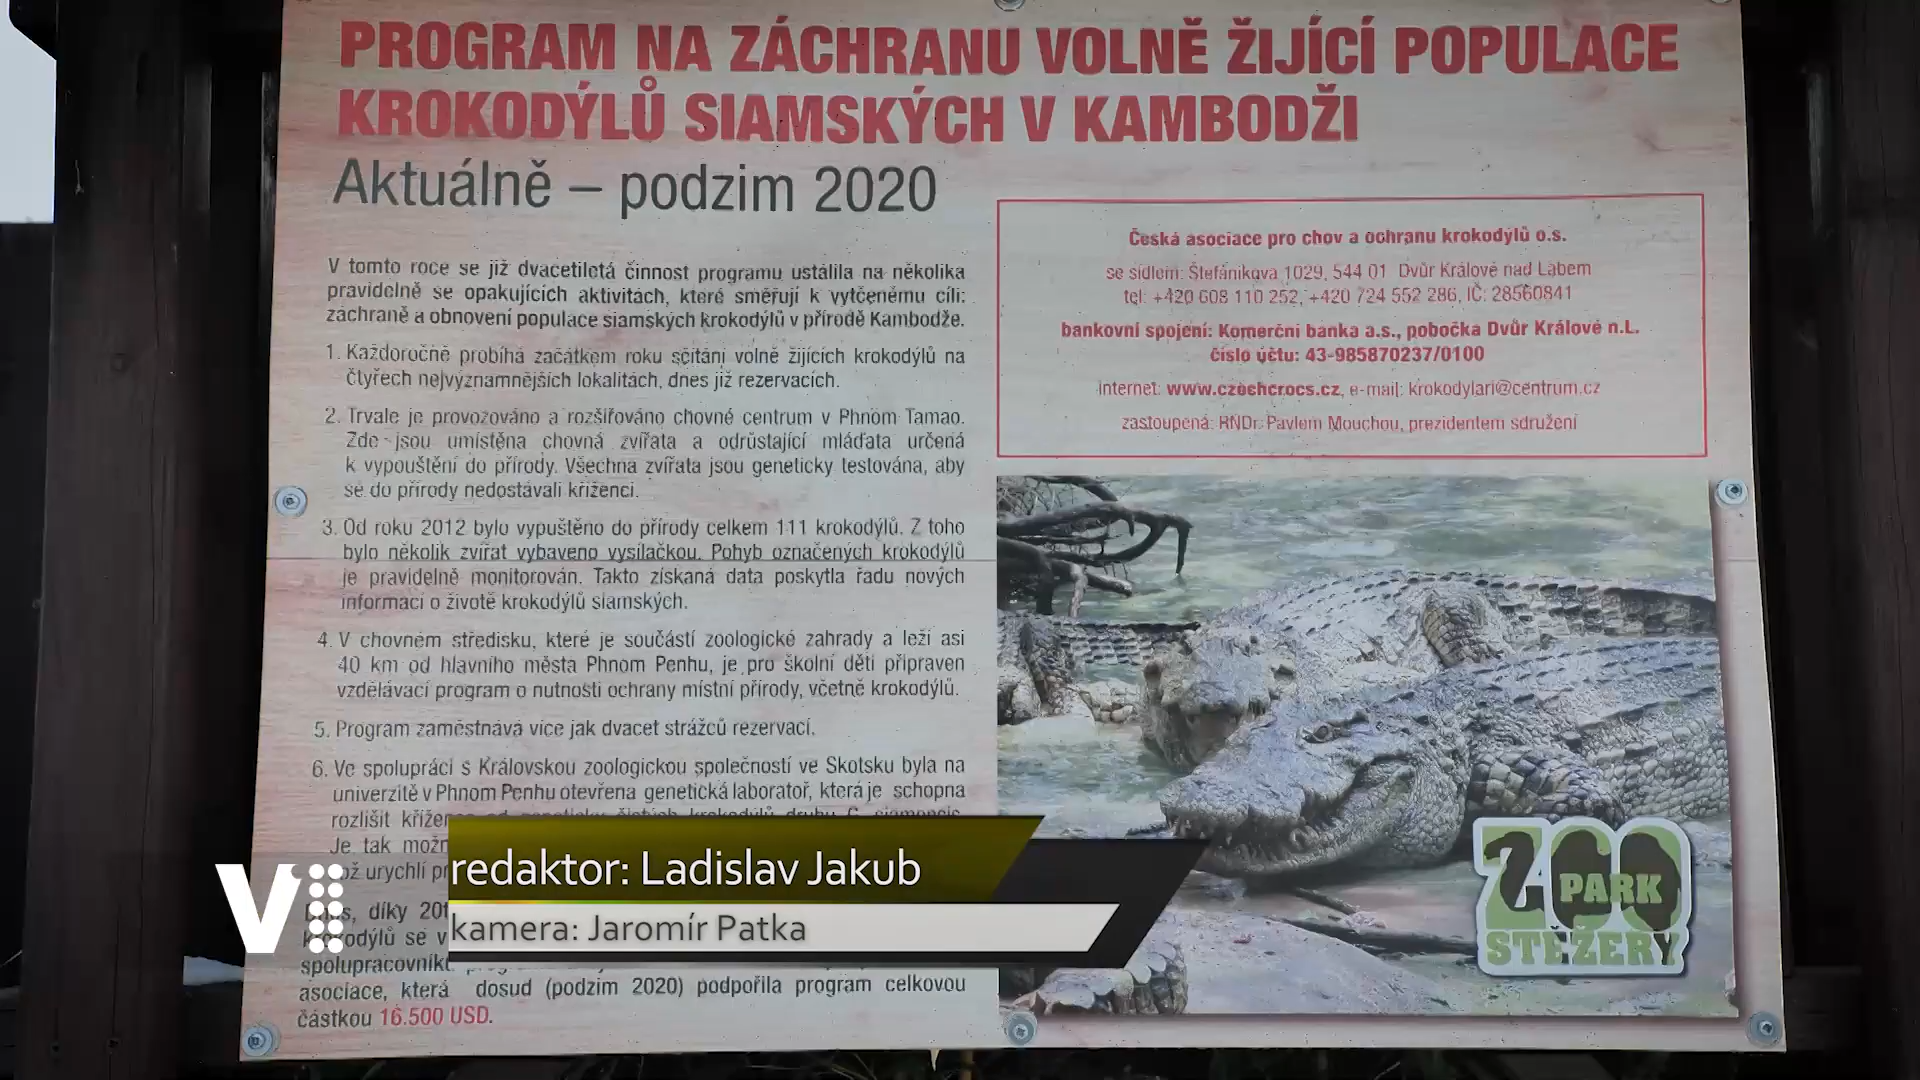 PROGRAM NA ZÁCHRANU VOLNĚ ŽIJÍCÍ POPULACE
KROKODÝLŮ SIAMSKÝCH V KAMBODŽI
Aktuálně – podzim 2020
V tomto roce se již dvacetiletá činnost programu ustálila na několika
pravidelně se opakujících aktivitách, které směřují k vytčenému cíli:
záchraně a obnovení populace siamských krokodýlů v přírodě Kambodže.
1. Každoročně probíhá začátkem roku sčítání volně žijících krokodýlů na
čtyřech nejvýznamnějších lokalitách, dnes již rezervacích.
2. Trvale je provozováno a rozšiřováno chovné centrum v Phnom Tamao.
Zde jsou umístěna chovná zvířata a odrůstající mláďata určená
k vypouštění do přírody. Všechna zvířata jsou geneticky testována, aby
se do přírody nedostávali kříženci.
3. Od roku 2012 bylo vypuštěno do přírody celkem 111 krokodýlů. Z toho
bylo několik zvířat vybaveno vysílačkou. Pohyb označených krokodýlů
je pravidelně monitorován. Takto získaná data poskytla řadu nových
informací o životě krokodýlů siamských.
4. V chovném středisku, které je součástí zoologické zahrady a leží asi
40 km od hlavního města Phnom Penhu, je pro školní děti připraven
vzdělávací program o nutnosti ochrany místní přírody, včetně krokodýlů.
5. Program zaměstnává více jak dvacet strážců rezervací.
6. Ve spolupráci s Královskou zoologickou společností ve Skotsku byla na
univerzitě v Phnom Penhu otevřena genetická laboratoř, která je schopna
rozlišit kříže
Je tak možn
ož urychlí př
díky 20
se v
spolupracovník
asociace, která dosud (podzim 2020) podpořila program celkovou
částkou 16.500 USD.
Česká asociace pro chov a ochranu krokodýlů o.s.
se sídlem: Štefánikova 1029, 544 01 Dvůr Králové nad Labem
tel: +420 608 110 252, +420 724 552 286, IČ: 28560841
bankovní spojení: Komerční banka a.s., pobočka Dvůr Králové n.L.
číslo účtu: 43-985870237/0100
internet: www.czechcrocs.cz, e-mail: krokodylari@centrum.cz
zastoupená: RNDr. Pavlem Mouchou, prezidentem sdružení
ZOO
PARK
STĚŽERY
V
redaktor: Ladislav Jakub
kamera: Jaromír Patka